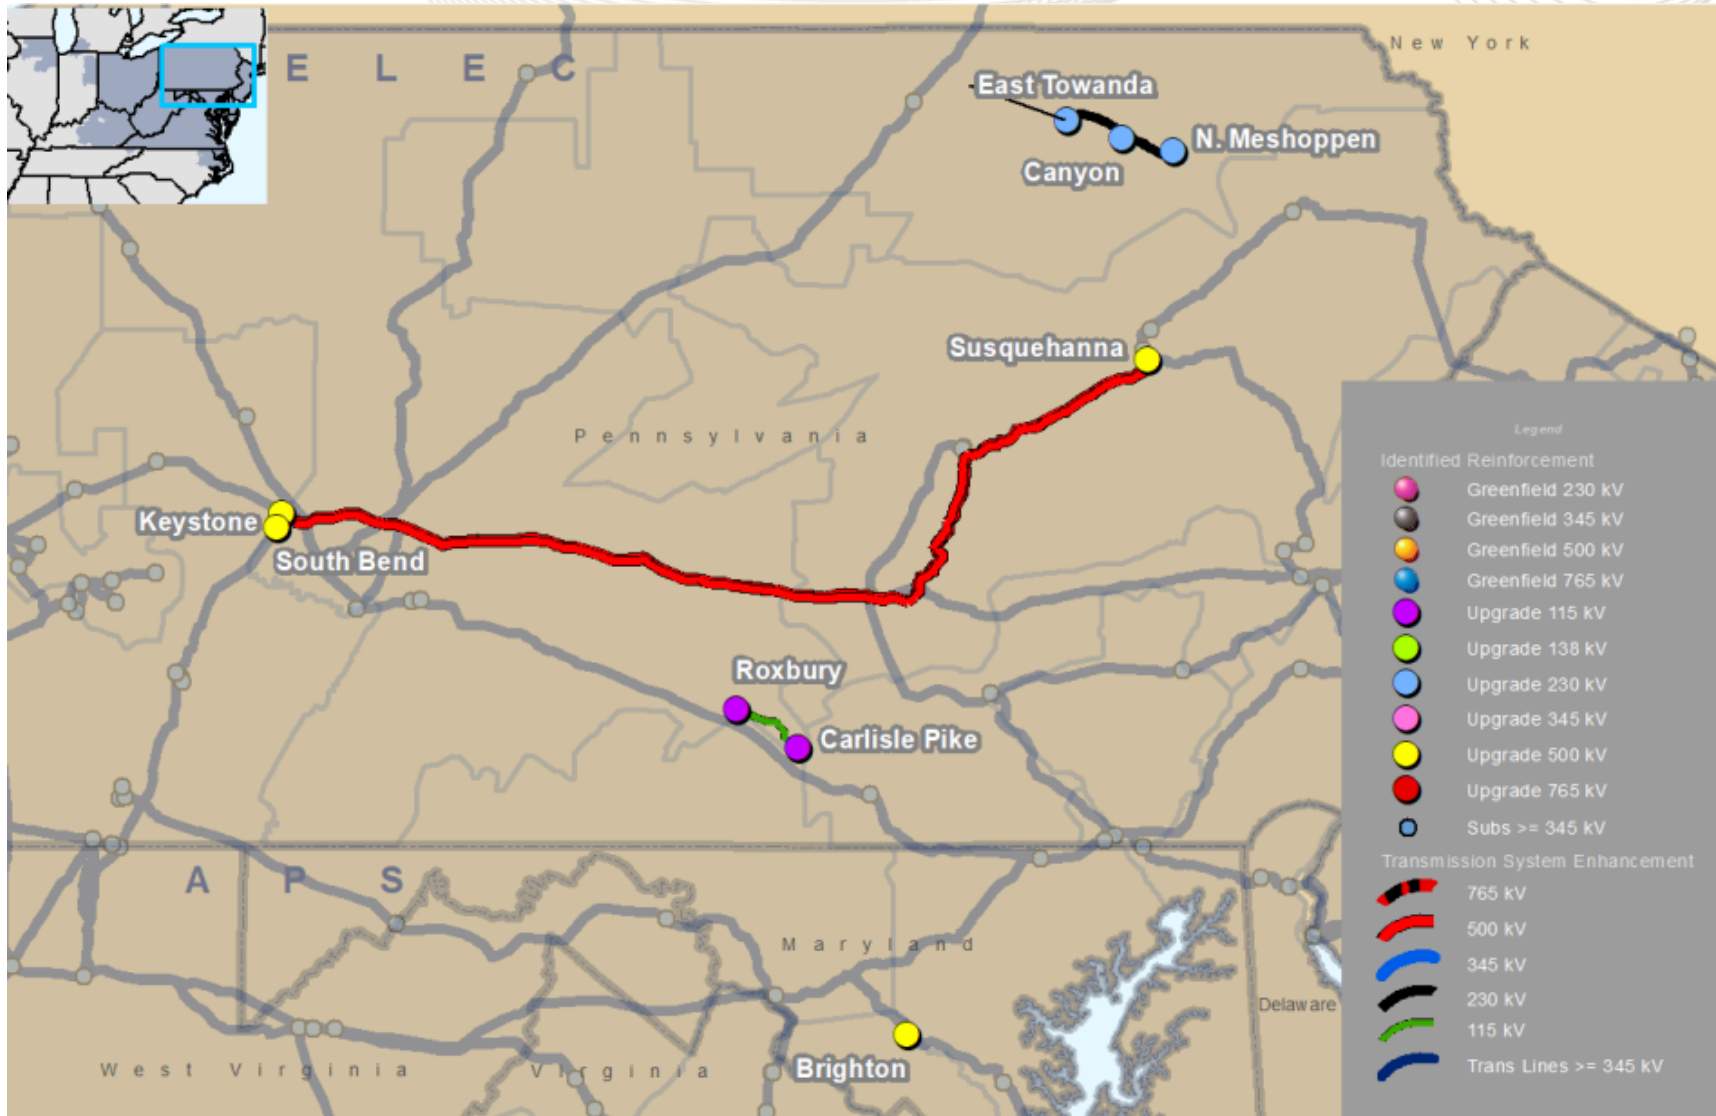 New York
ELEC
East Towanda
N. Meshoppen
Canyon
Susquehanna
Pennsylvania
Keystone
South Bend
Roxbury
Carlisle Pike
APS
Maryland
Delaware
West Virginia
Virginia
Brighton
Legend
Identified Reinforcement
Greenfield 230 kV
Greenfield 345 kV
Greenfield 500 kV
Greenfield 765 kV
Upgrade 115 kV
Upgrade 138 kV
Upgrade 230 kV
Upgrade 345 kV
Upgrade 500 kV
Upgrade 765 kV
Subs >= 345 kV
Transmission System Enhancement
765 kV
500 kV
345 kV
230 kV
115 kV
Trans Lines >= 345 kV